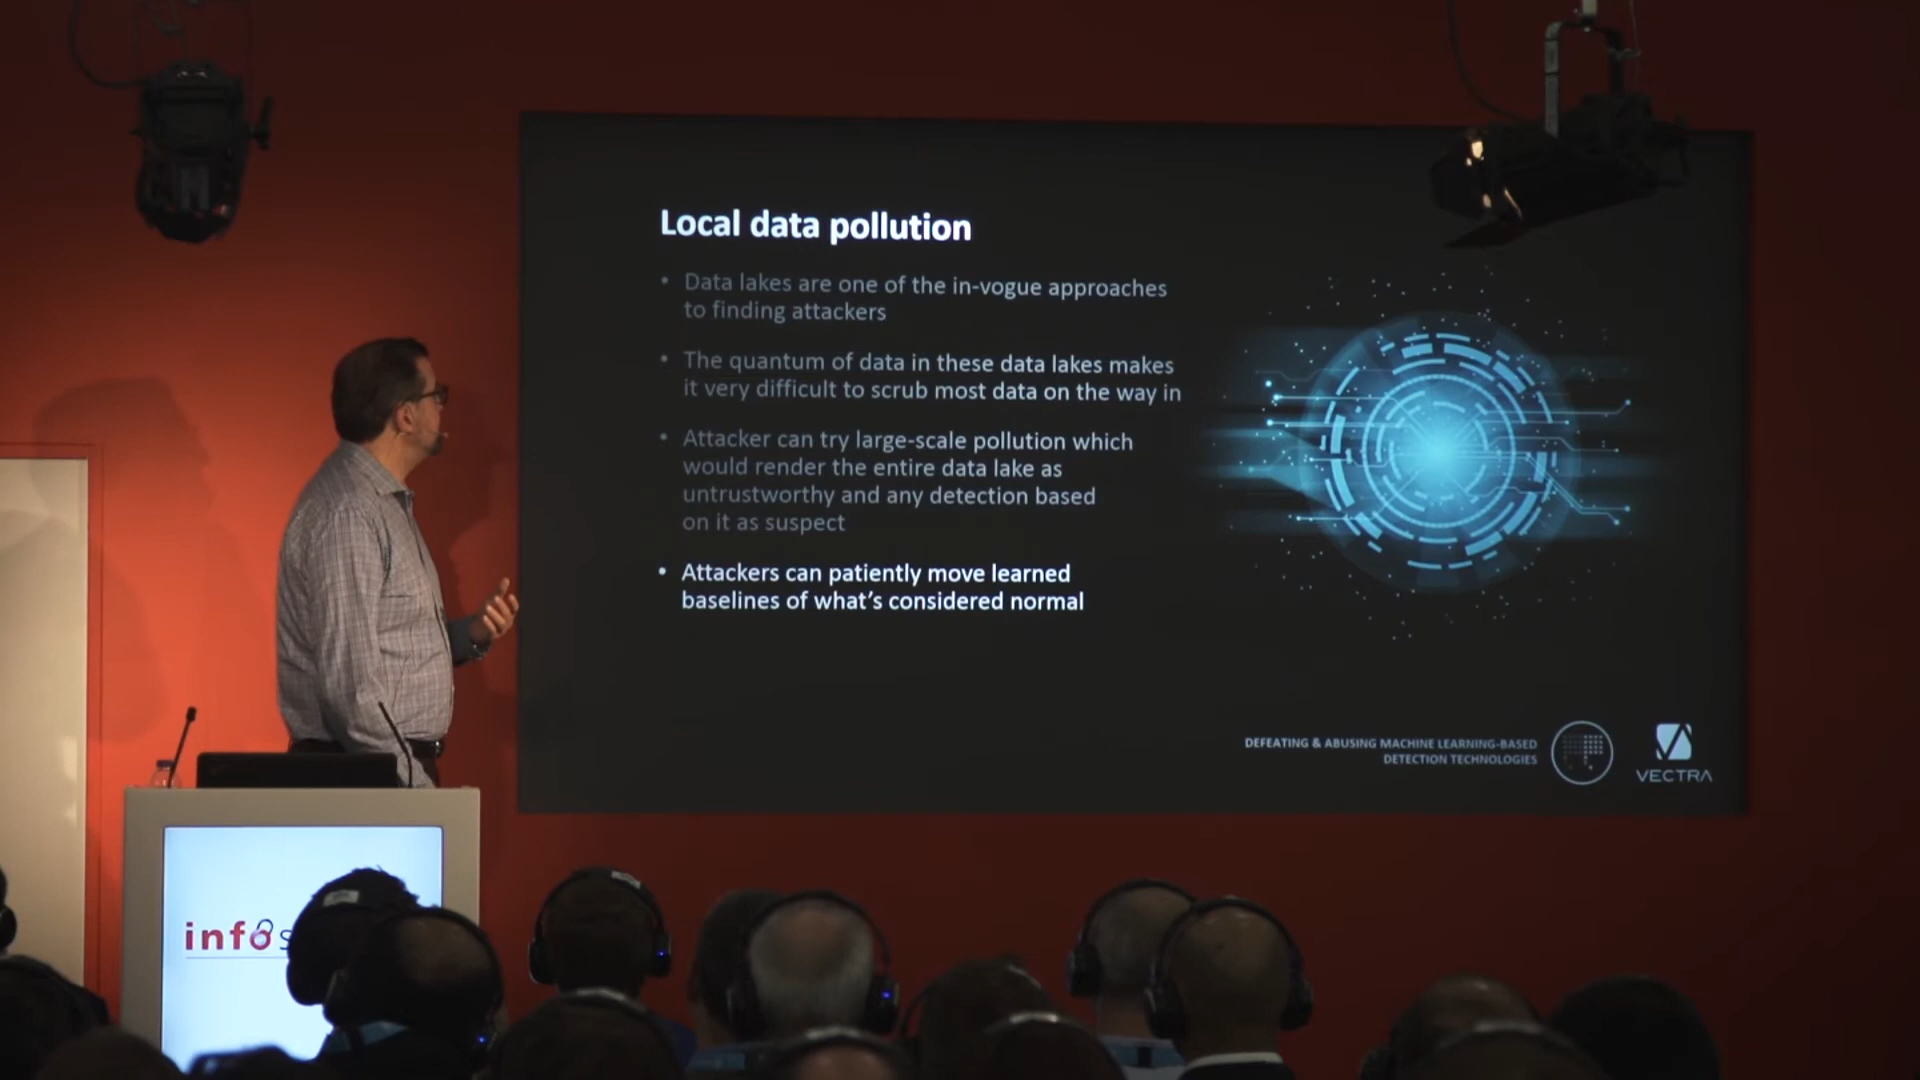 Local data pollution
• Data lakes are one of the in-vogue approaches
to finding attackers
• The quantum of data in these data lakes makes
it very difficult to scrub most data on the way in
• Attacker can try large-scale pollution which
would render the entire data lake as
untrustworthy and any detection based
on it as suspect
• Attackers can patiently move learned
baselines of what's considered normal
DEFEATING & ABUSING MACHINE LEARNING-BASED
DETECTION TECHNOLOGIES
VECTRA
infos